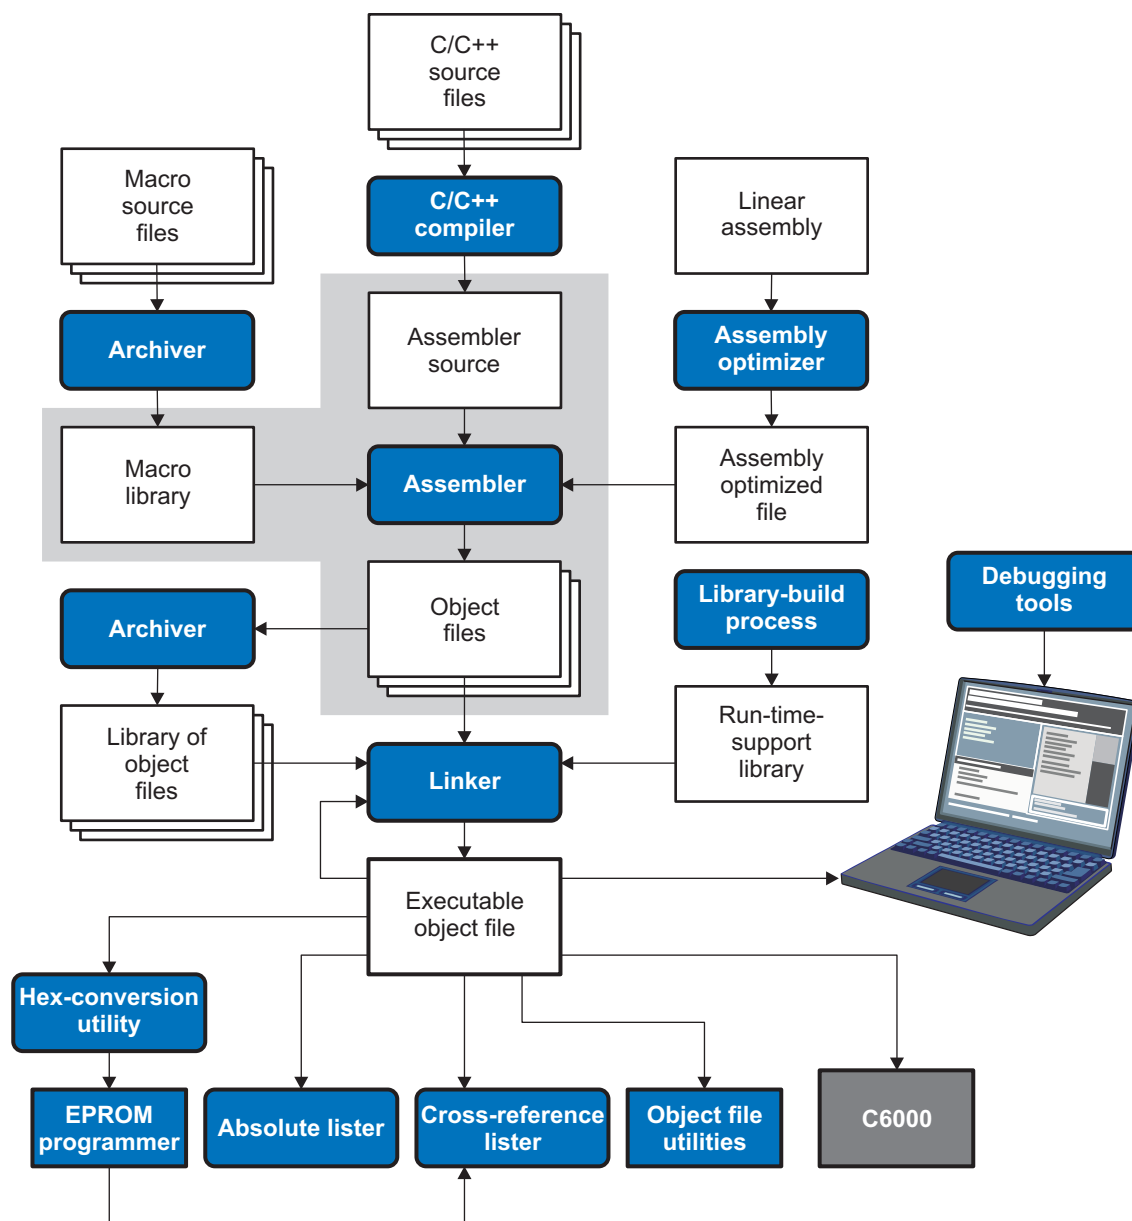 C/C++
source
files
Macro
source
files
C/C++
compiler
Linear
assembly
Archiver
Assembler
source
Assembly
optimizer
Macro
library
Assembler
Assembly
optimized
file
Archiver
Object
files
Library-build
process
Debugging
tools
Library of
object
files
Linker
Run-time-
support
library
Executable
object file
Hex-conversion
utility
EPROM
programmer
Absolute lister
Cross-reference
lister
Object file
utilities
C6000